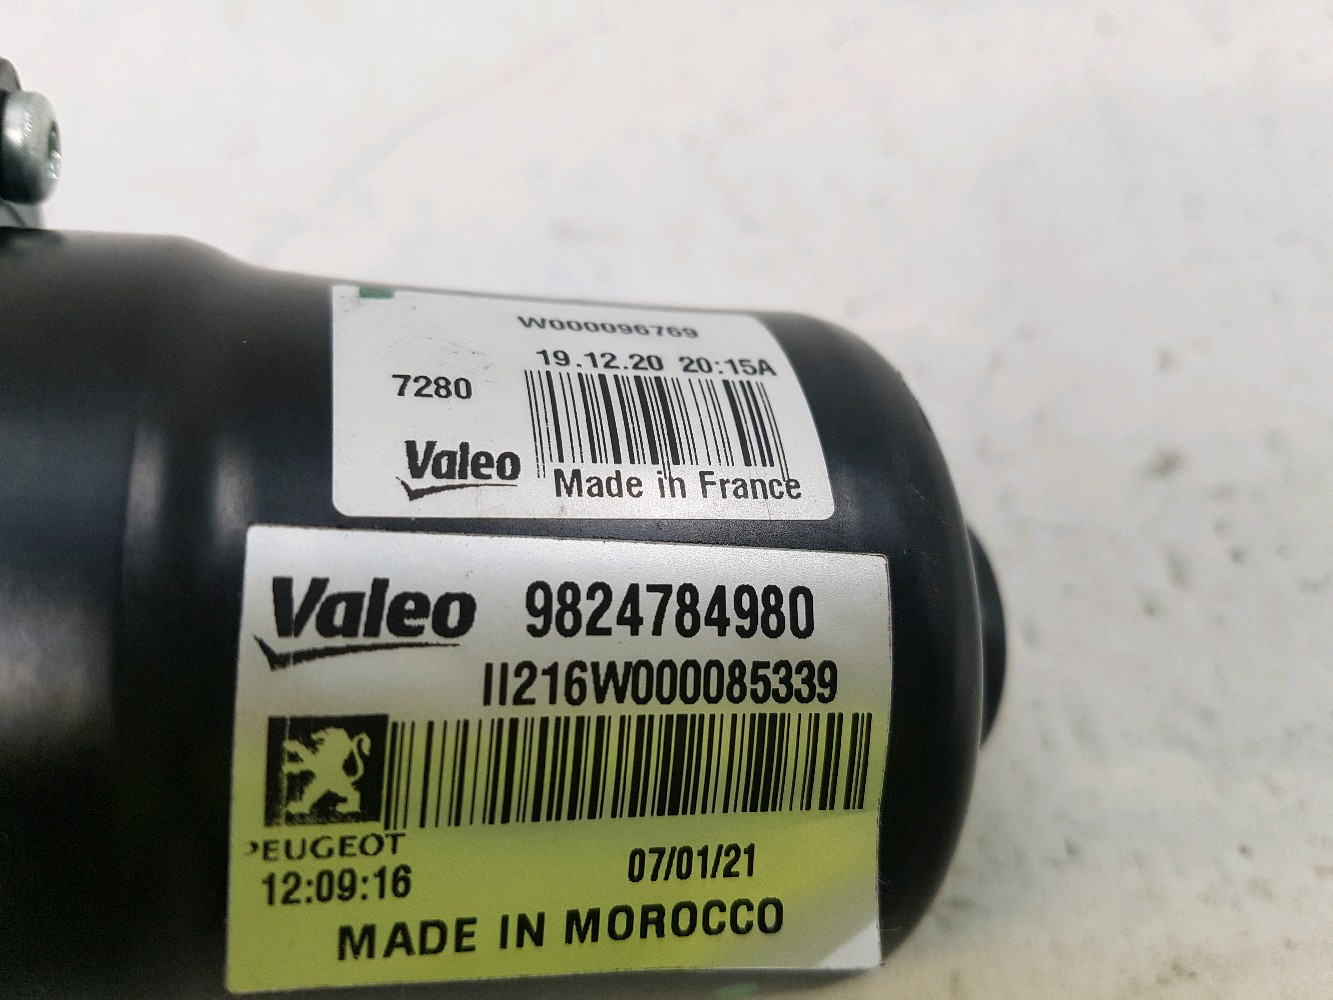 W000096769
19.12.20 20:15A
7280
Valeo
Made in France
Valeo 9824784980
II216W000085339
PEUGEOT
12:09:16 07/01/21
MADE IN MOROCCO